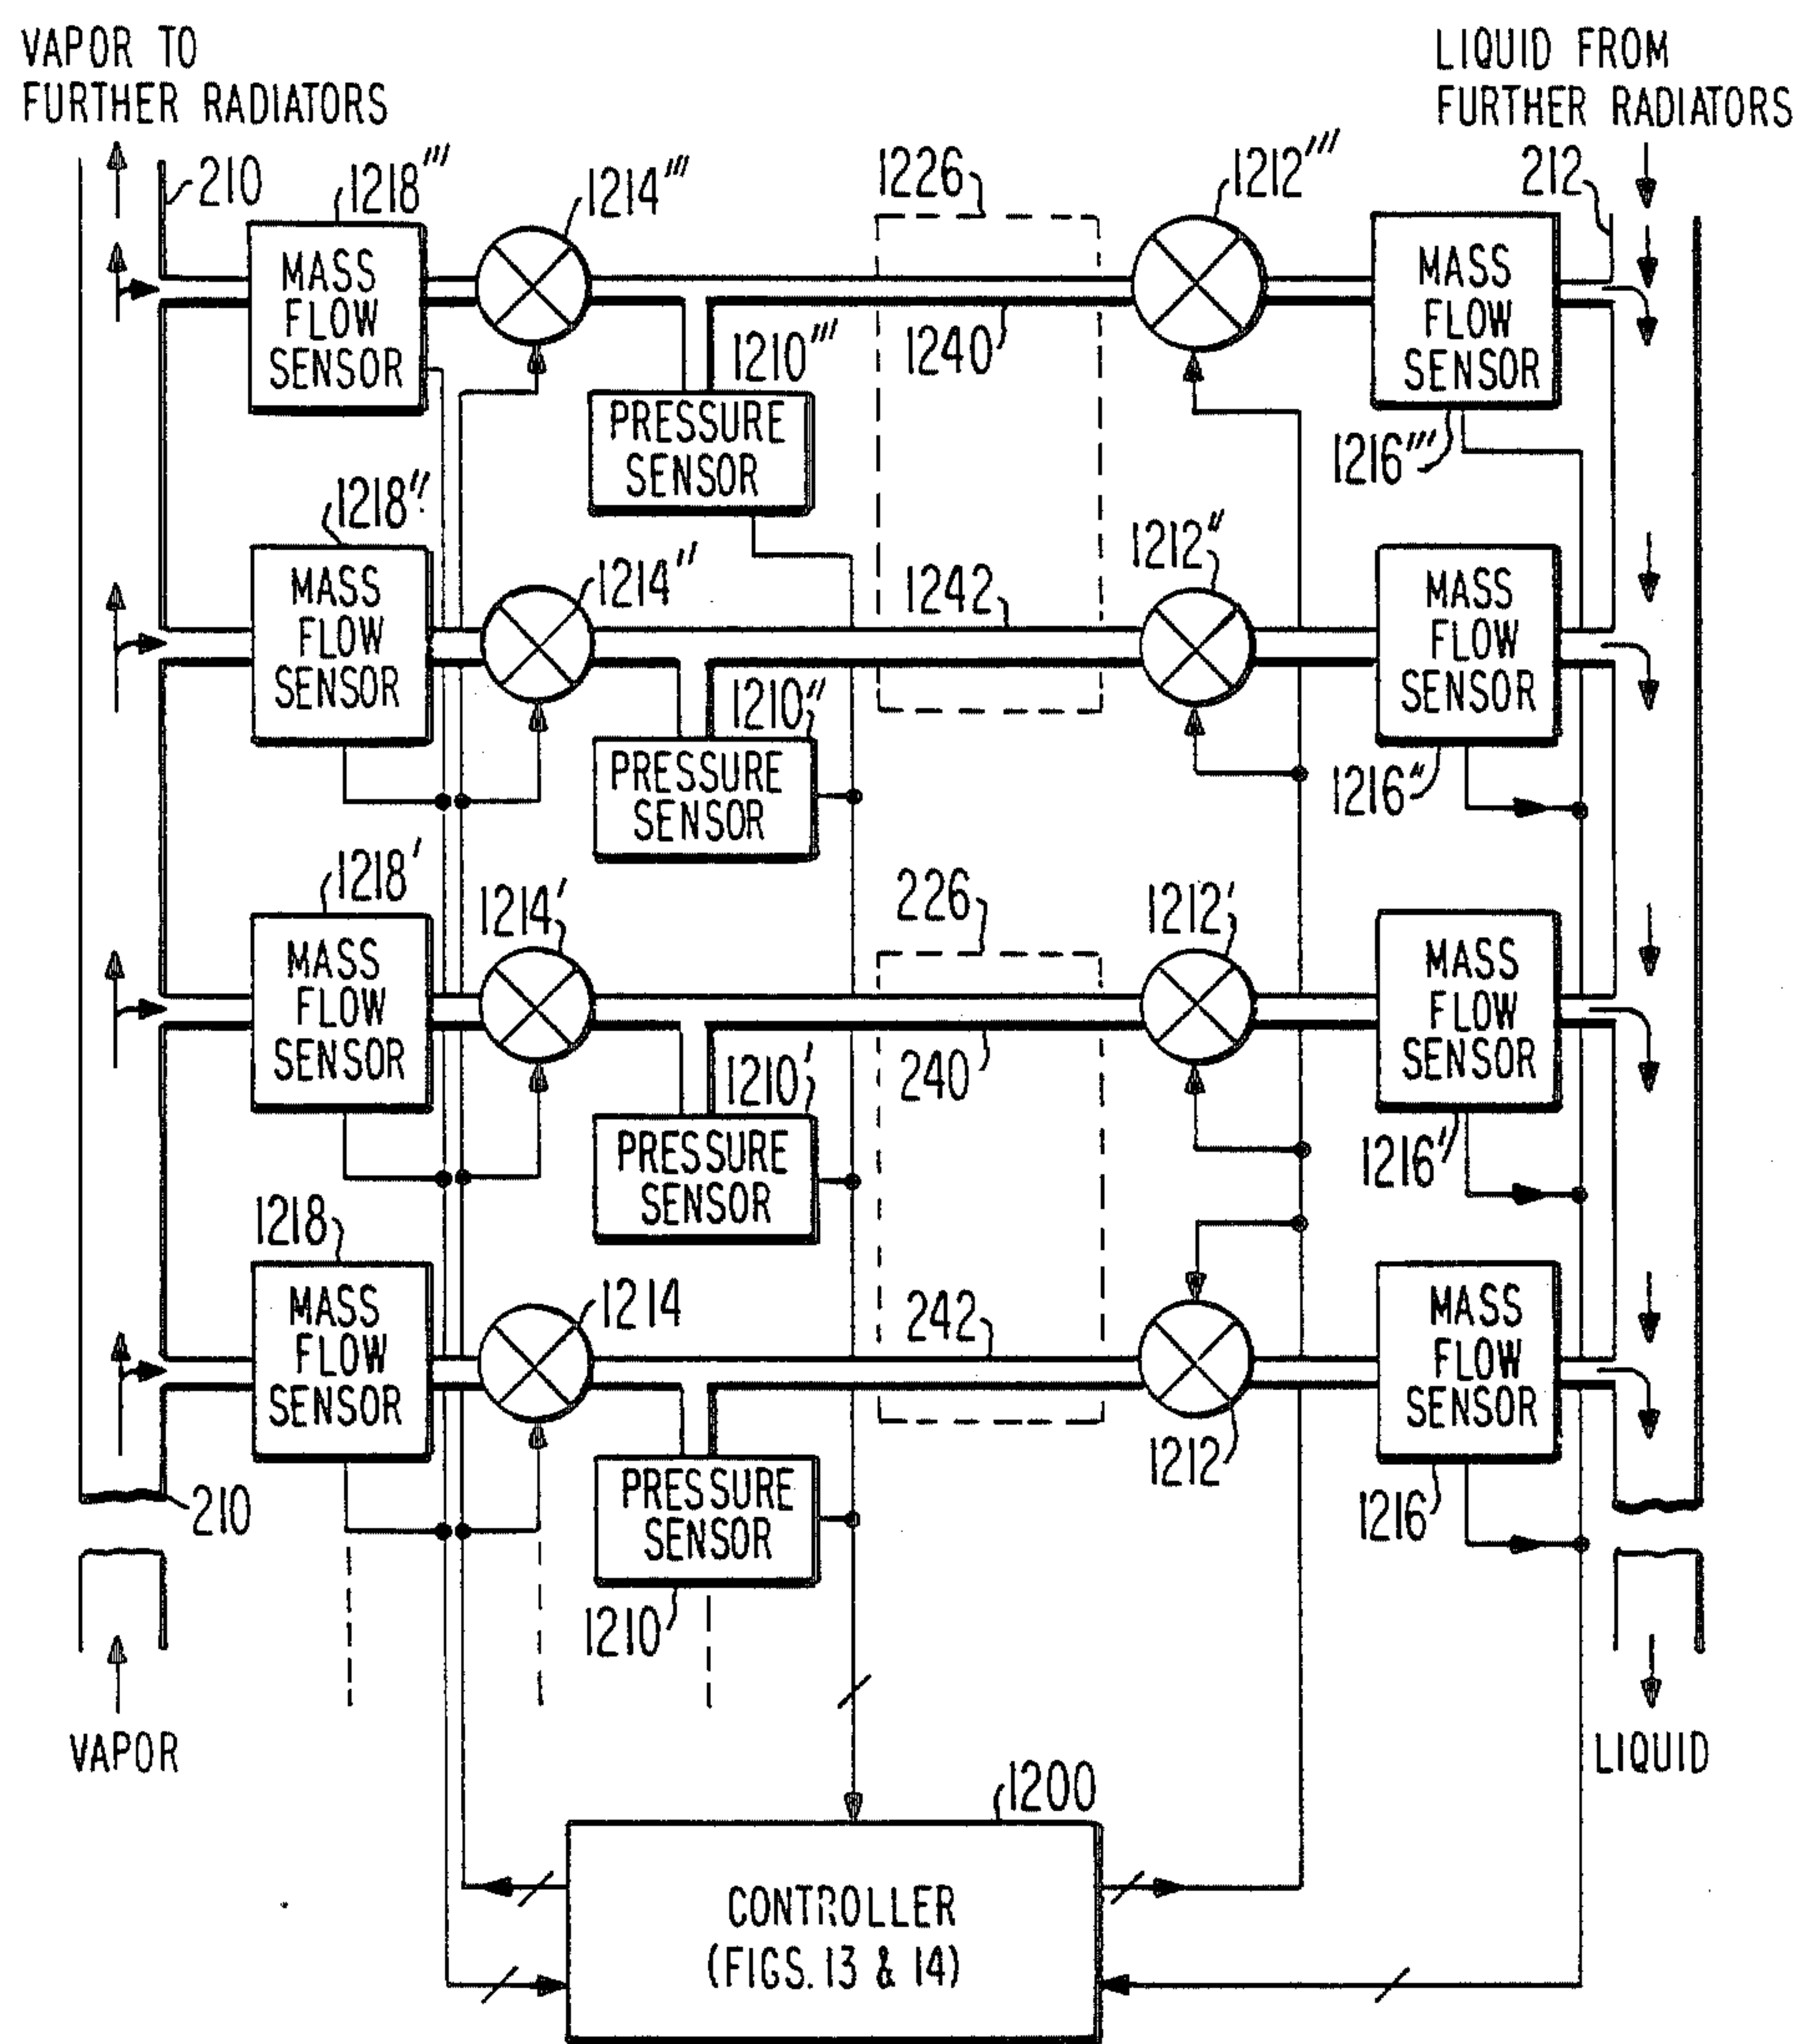 VAPOR TO
FURTHER RADIATORS
LIQUID FROM
FURTHER RADIATORS
210
1218'''
1214'''
1226
1212'''
212
MASS
FLOW
SENSOR
MASS
FLOW
SENSOR
1210'''
1240
PRESSURE
SENSOR
1216'''
1218''
1214''
1242
1212''
MASS
FLOW
SENSOR
MASS
FLOW
SENSOR
1210''
PRESSURE
SENSOR
1216''
1218'
1214'
226
1212'
MASS
FLOW
SENSOR
MASS
FLOW
SENSOR
1210'
240
PRESSURE
SENSOR
1216'
1218
1214
242
MASS
FLOW
SENSOR
MASS
FLOW
SENSOR
1212
210
PRESSURE
SENSOR
1216
1210
VAPOR
LIQUID
1200
CONTROLLER
(FIGS. 13 & 14)